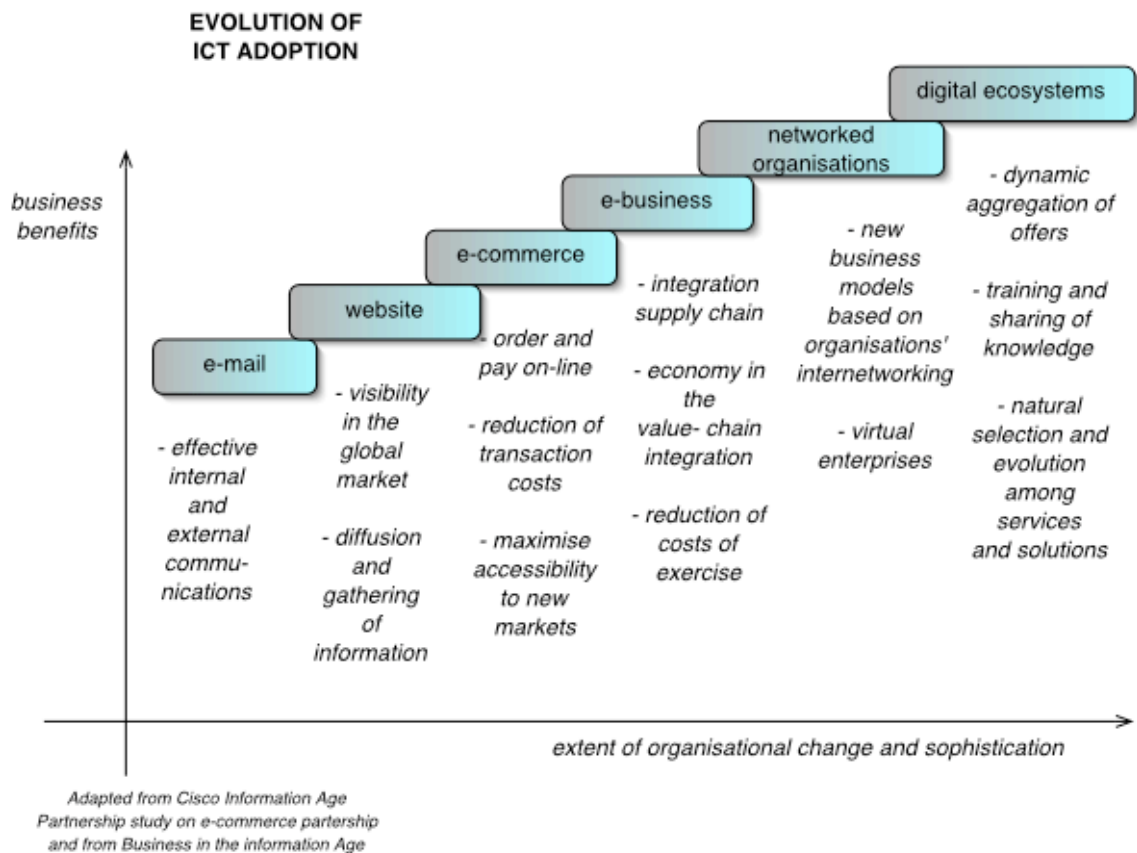 EVOLUTION OF
ICT ADOPTION
digital ecosystems
networked
organisations
e-business
e-commerce
website
e-mail
business
benefits
- effective
internal
and
external
commu-
nications
- visibility
in the
global
market
- diffusion
and
gathering
of
information
- order and
pay on-line
- reduction of
transaction
costs
- maximise
accessibility
to new
markets
- integration
supply chain
- economy in
the
value- chain
integration
- reduction of
costs of
exercise
- new
business
models
based on
organisations'
internetworking
- virtual
enterprises
- dynamic
aggregation of
offers
- training and
sharing of
knowledge
- natural
selection and
evolution
among
services
and solutions
extent of organisational change and sophistication
Adapted from Cisco Information Age
Partnership study on e-commerce partership
and from Business in the information Age